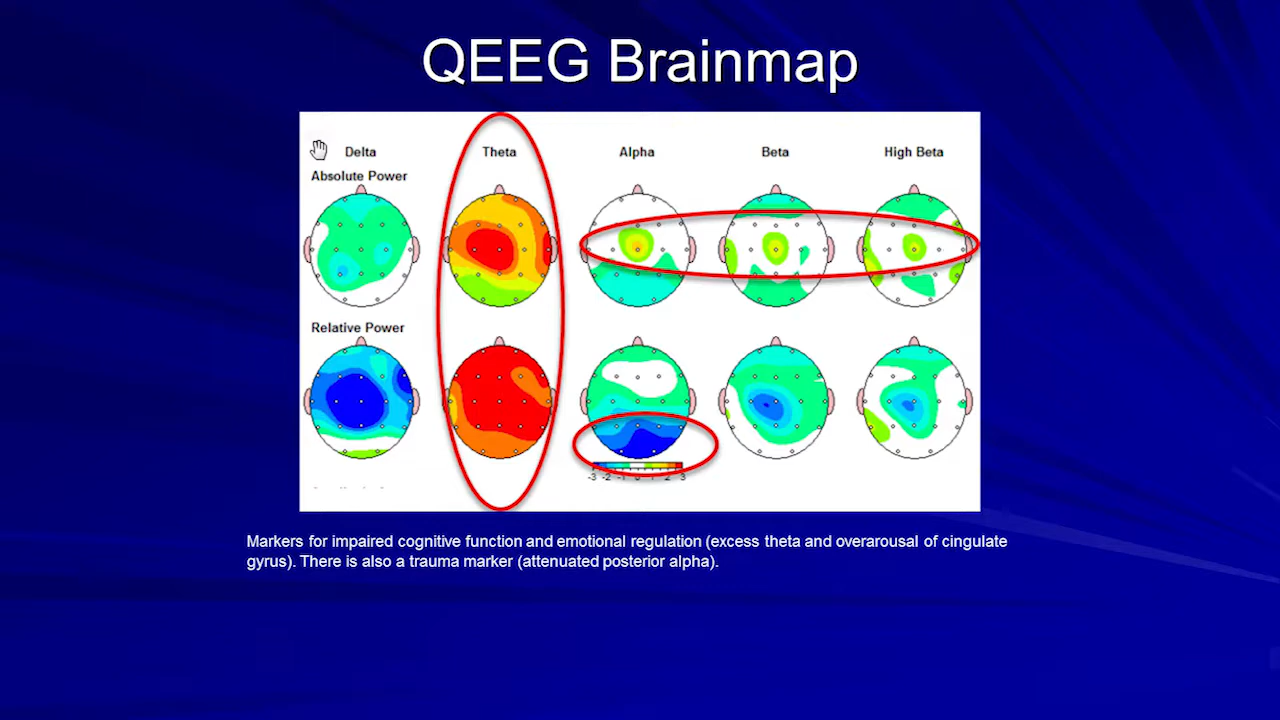 QEEG Brainmap
Delta Theta Alpha Beta High Beta
Absolute Power
Relative Power
-3 -2 -1 0 1 2 3
Markers for impaired cognitive function and emotional regulation (excess theta and overarousal of cingulate
gyrus). There is also a trauma marker (attenuated posterior alpha).